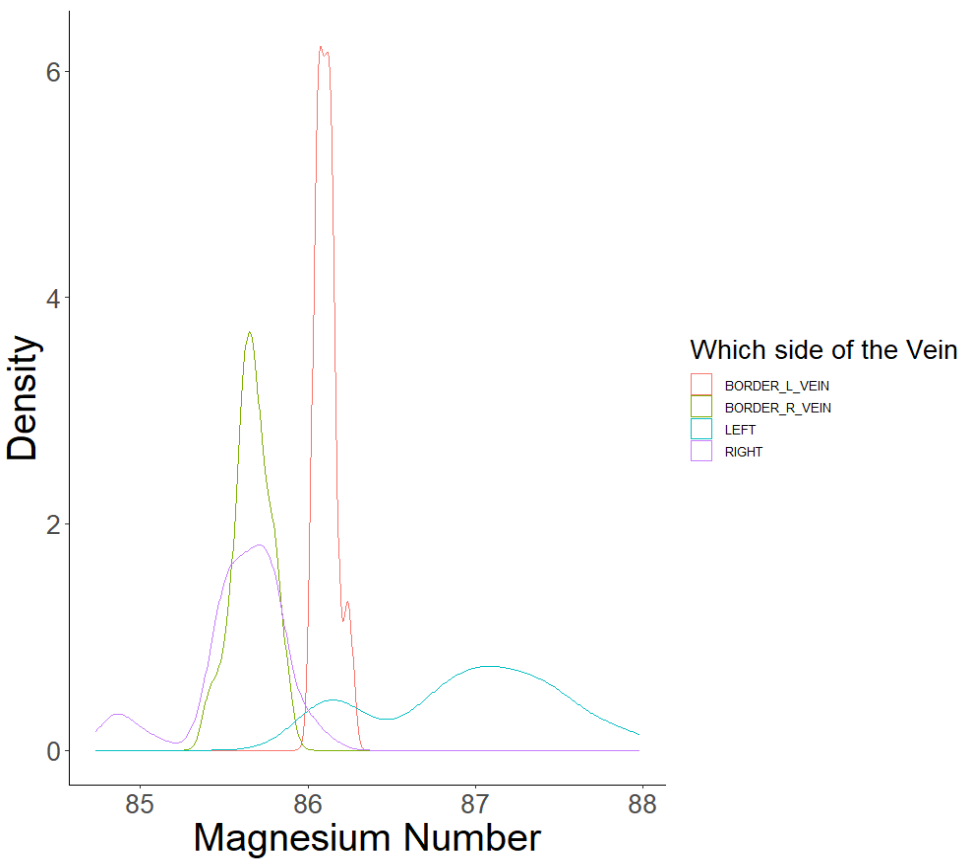 6
4
2
0
Density
85 86 87 88
Magnesium Number
Which side of the Vein
BORDER_L_VEIN
BORDER_R_VEIN
LEFT
RIGHT